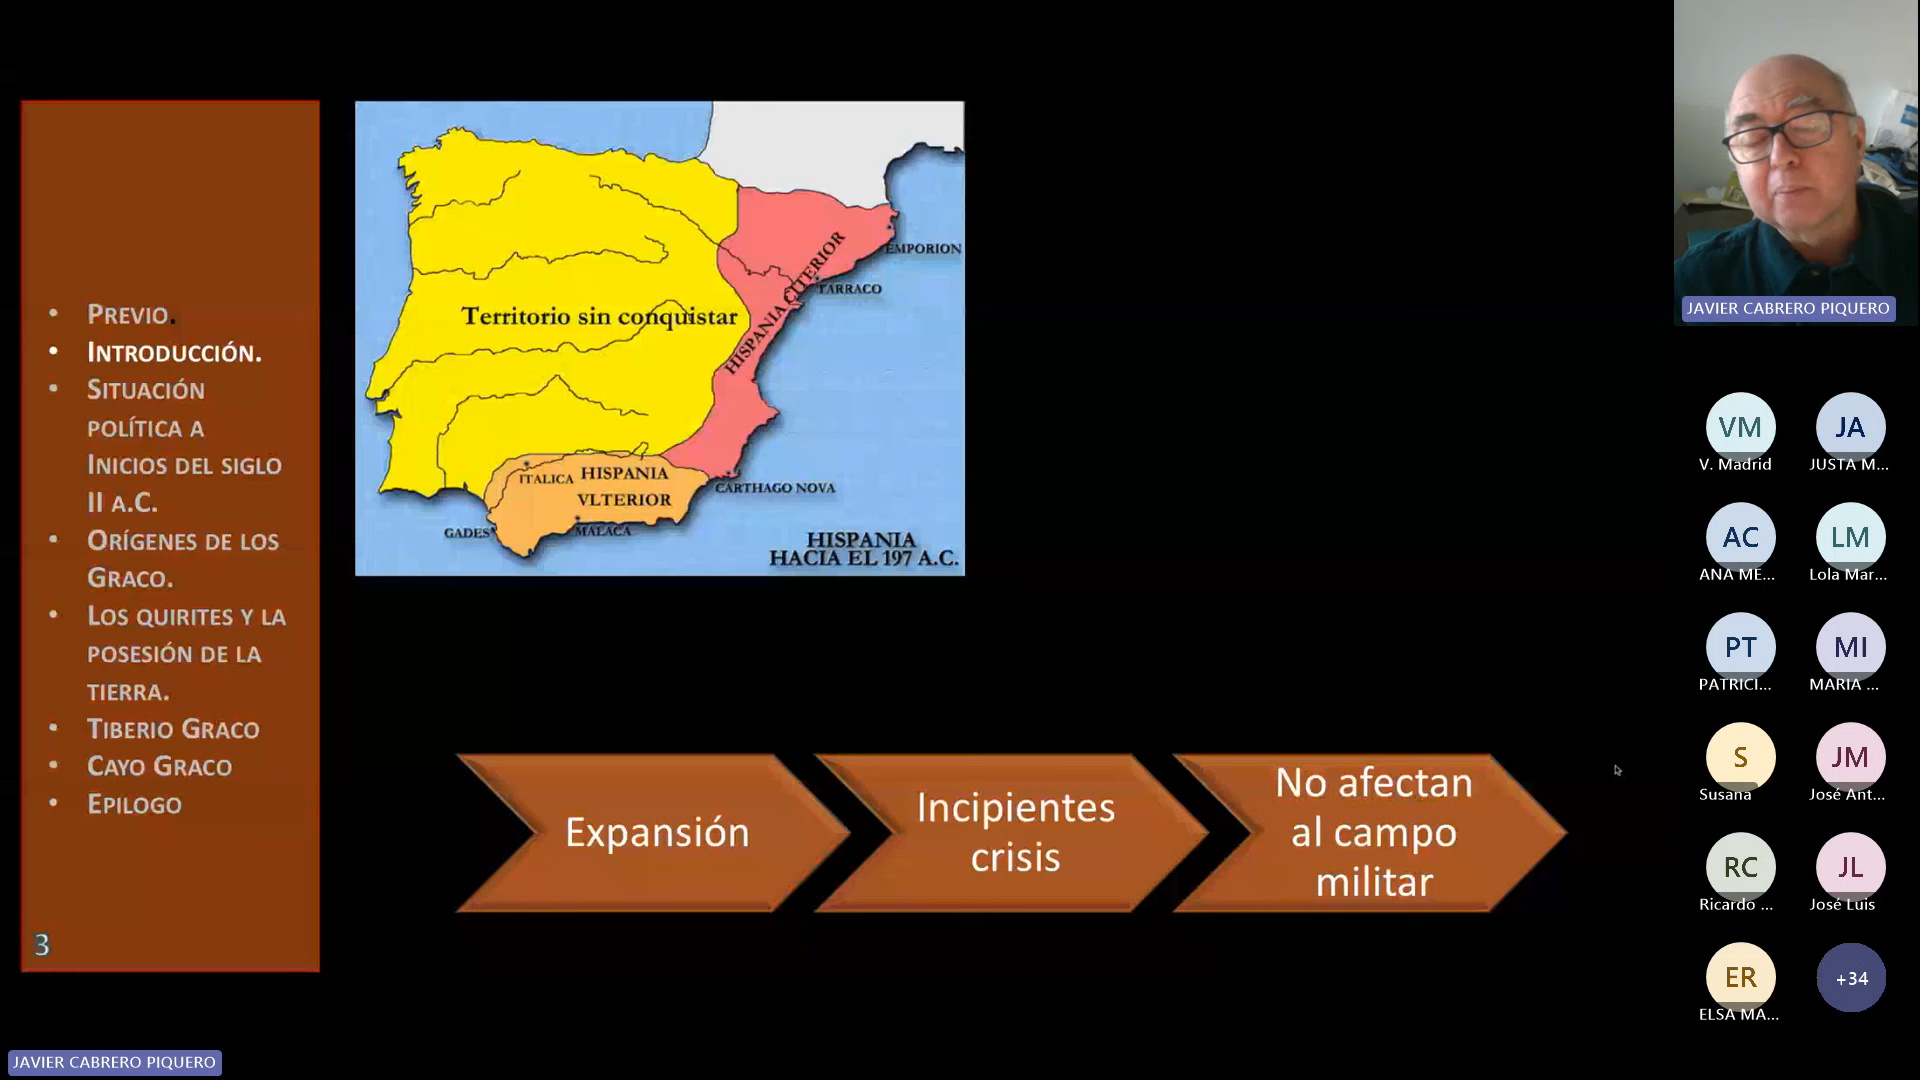 PREVIO.
INTRODUCCIÓN.
SITUACIÓN
POLÍTICA A
INICIOS DEL SIGLO
II A.C.
ORÍGENES DE LOS
GRACO.
LOS QUIRITES Y LA
POSESIÓN DE LA
TIERRA.
TIBERIO GRACO
CAYO GRACO
EPILOGO
3
EMPORION
TARRACO
HISPANIA CITERIOR
Territorio sin conquistar
ITALICA
HISPANIA
VLTERIOR
CARTHAGO NOVA
GADES
MALACA
HISPANIA
HACIA EL 197 A.C.
Expansión
Incipientes
crisis
No afectan
al campo
militar
JAVIER CABRERO PIQUERO
VM
V. Madrid
JA
JUSTA M...
AC
ANA ME...
LM
Lola Mar...
PT
PATRICI...
MI
MARIA ...
S
Susana
JM
José Ant...
RC
Ricardo ...
JL
José Luis
ER
ELSA MA...
+34
JAVIER CABRERO PIQUERO